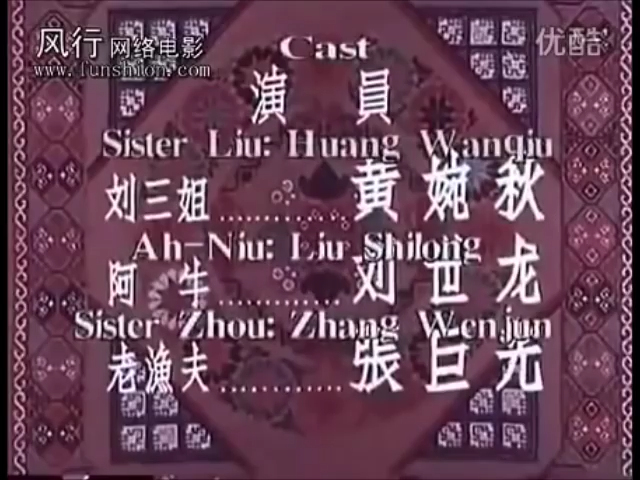 风行网络电影 优酷
www.funshion.com
Cast
演 員
Sister Liu: Huang Wanqiu
刘三姐............黄婉秋
Ah-Niu: Liu Shilong
阿 牛............刘世龙
Sister Zhou: Zhang Wenjun
老漁夫............張巨光